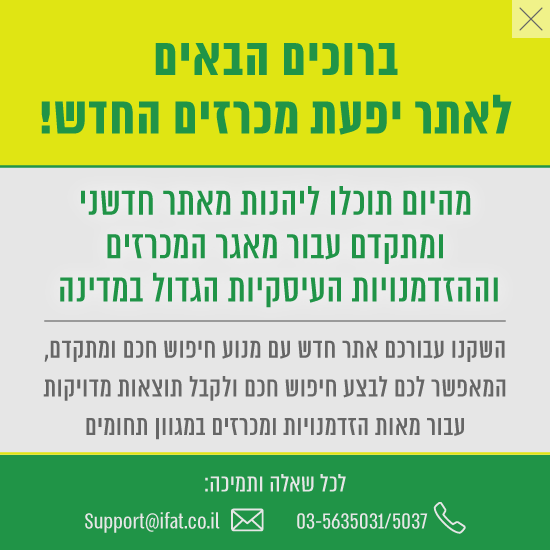 ברוכים הבאים
לאתר יפעת מכרזים החדש!
מהיום תוכלו ליהנות מאתר חדשני
ומתקדם עבור מאגר המכרזים
וההזדמנויות העיסקיות הגדול במדינה
השקנו עבורכם אתר חדש עם מנוע חיפוש חכם ומתקדם,
המאפשר לכם לבצע חיפוש חכם ולקבל תוצאות מדויקות
עבור מאות הזדמנויות ומכרזים במגוון תחומים
לכל שאלה ותמיכה:
03-5635031/5037 Support@ifat.co.il